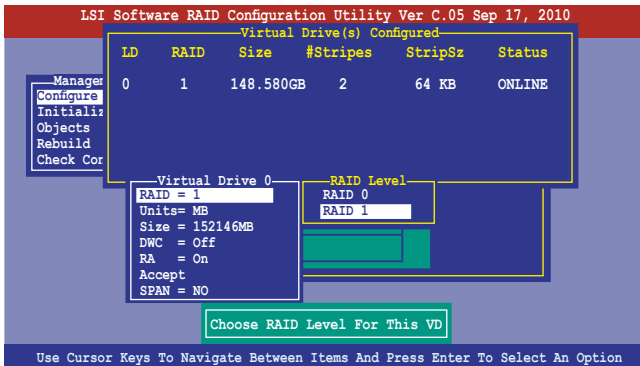 LSI Software RAID Configuration Utility Ver C.05 Sep 17, 2010
Virtual Drive(s) Configured
LD RAID Size #Stripes StripSz Status
0 1 148.580GB 2 64 KB ONLINE
Managem
Configure
Initializ
Objects
Rebuild
Check Con
Virtual Drive 0
RAID = 1
Units= MB
Size = 152146MB
DWC = Off
RA = On
Accept
SPAN = NO
RAID Level
RAID 0
RAID 1
Choose RAID Level For This VD
Use Cursor Keys To Navigate Between Items And Press Enter To Select An Option